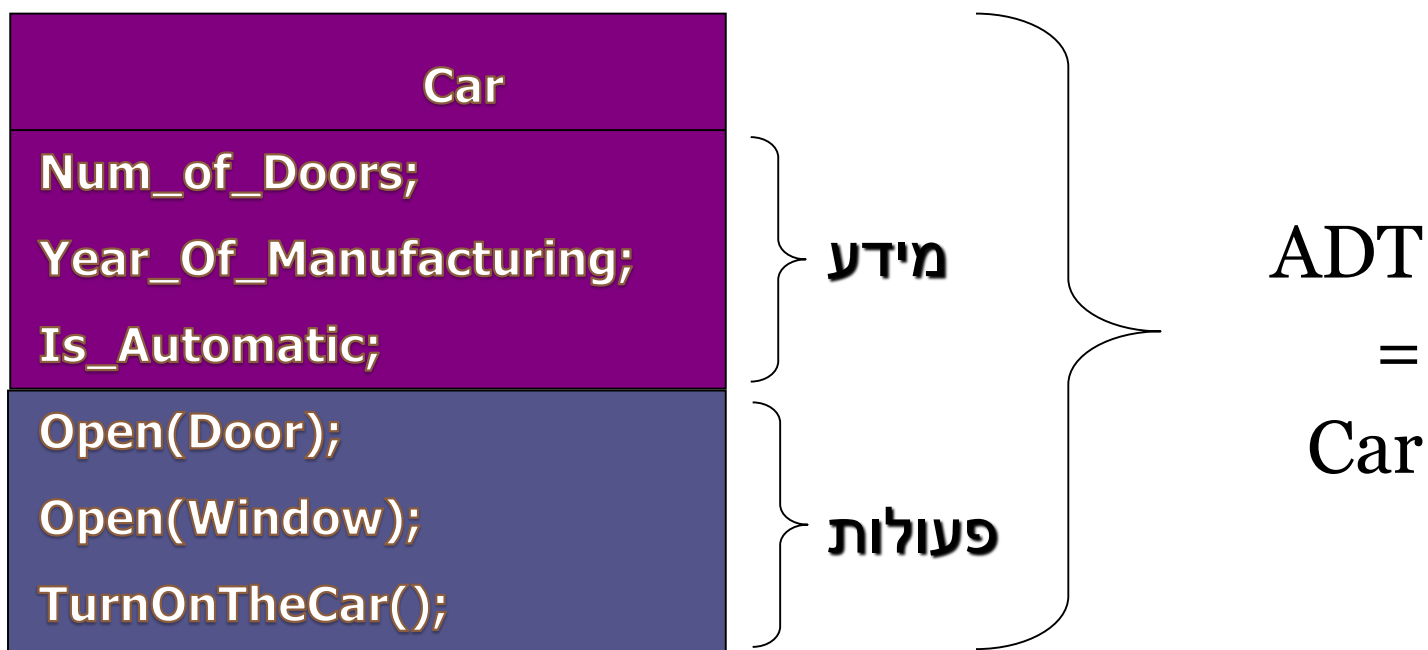 Car
Num_of_Doors;
Year_Of_Manufacturing;
Is_Automatic;
Open(Door);
Open(Window);
TurnOnTheCar();
מידע
פעולות
ADT
=
Car